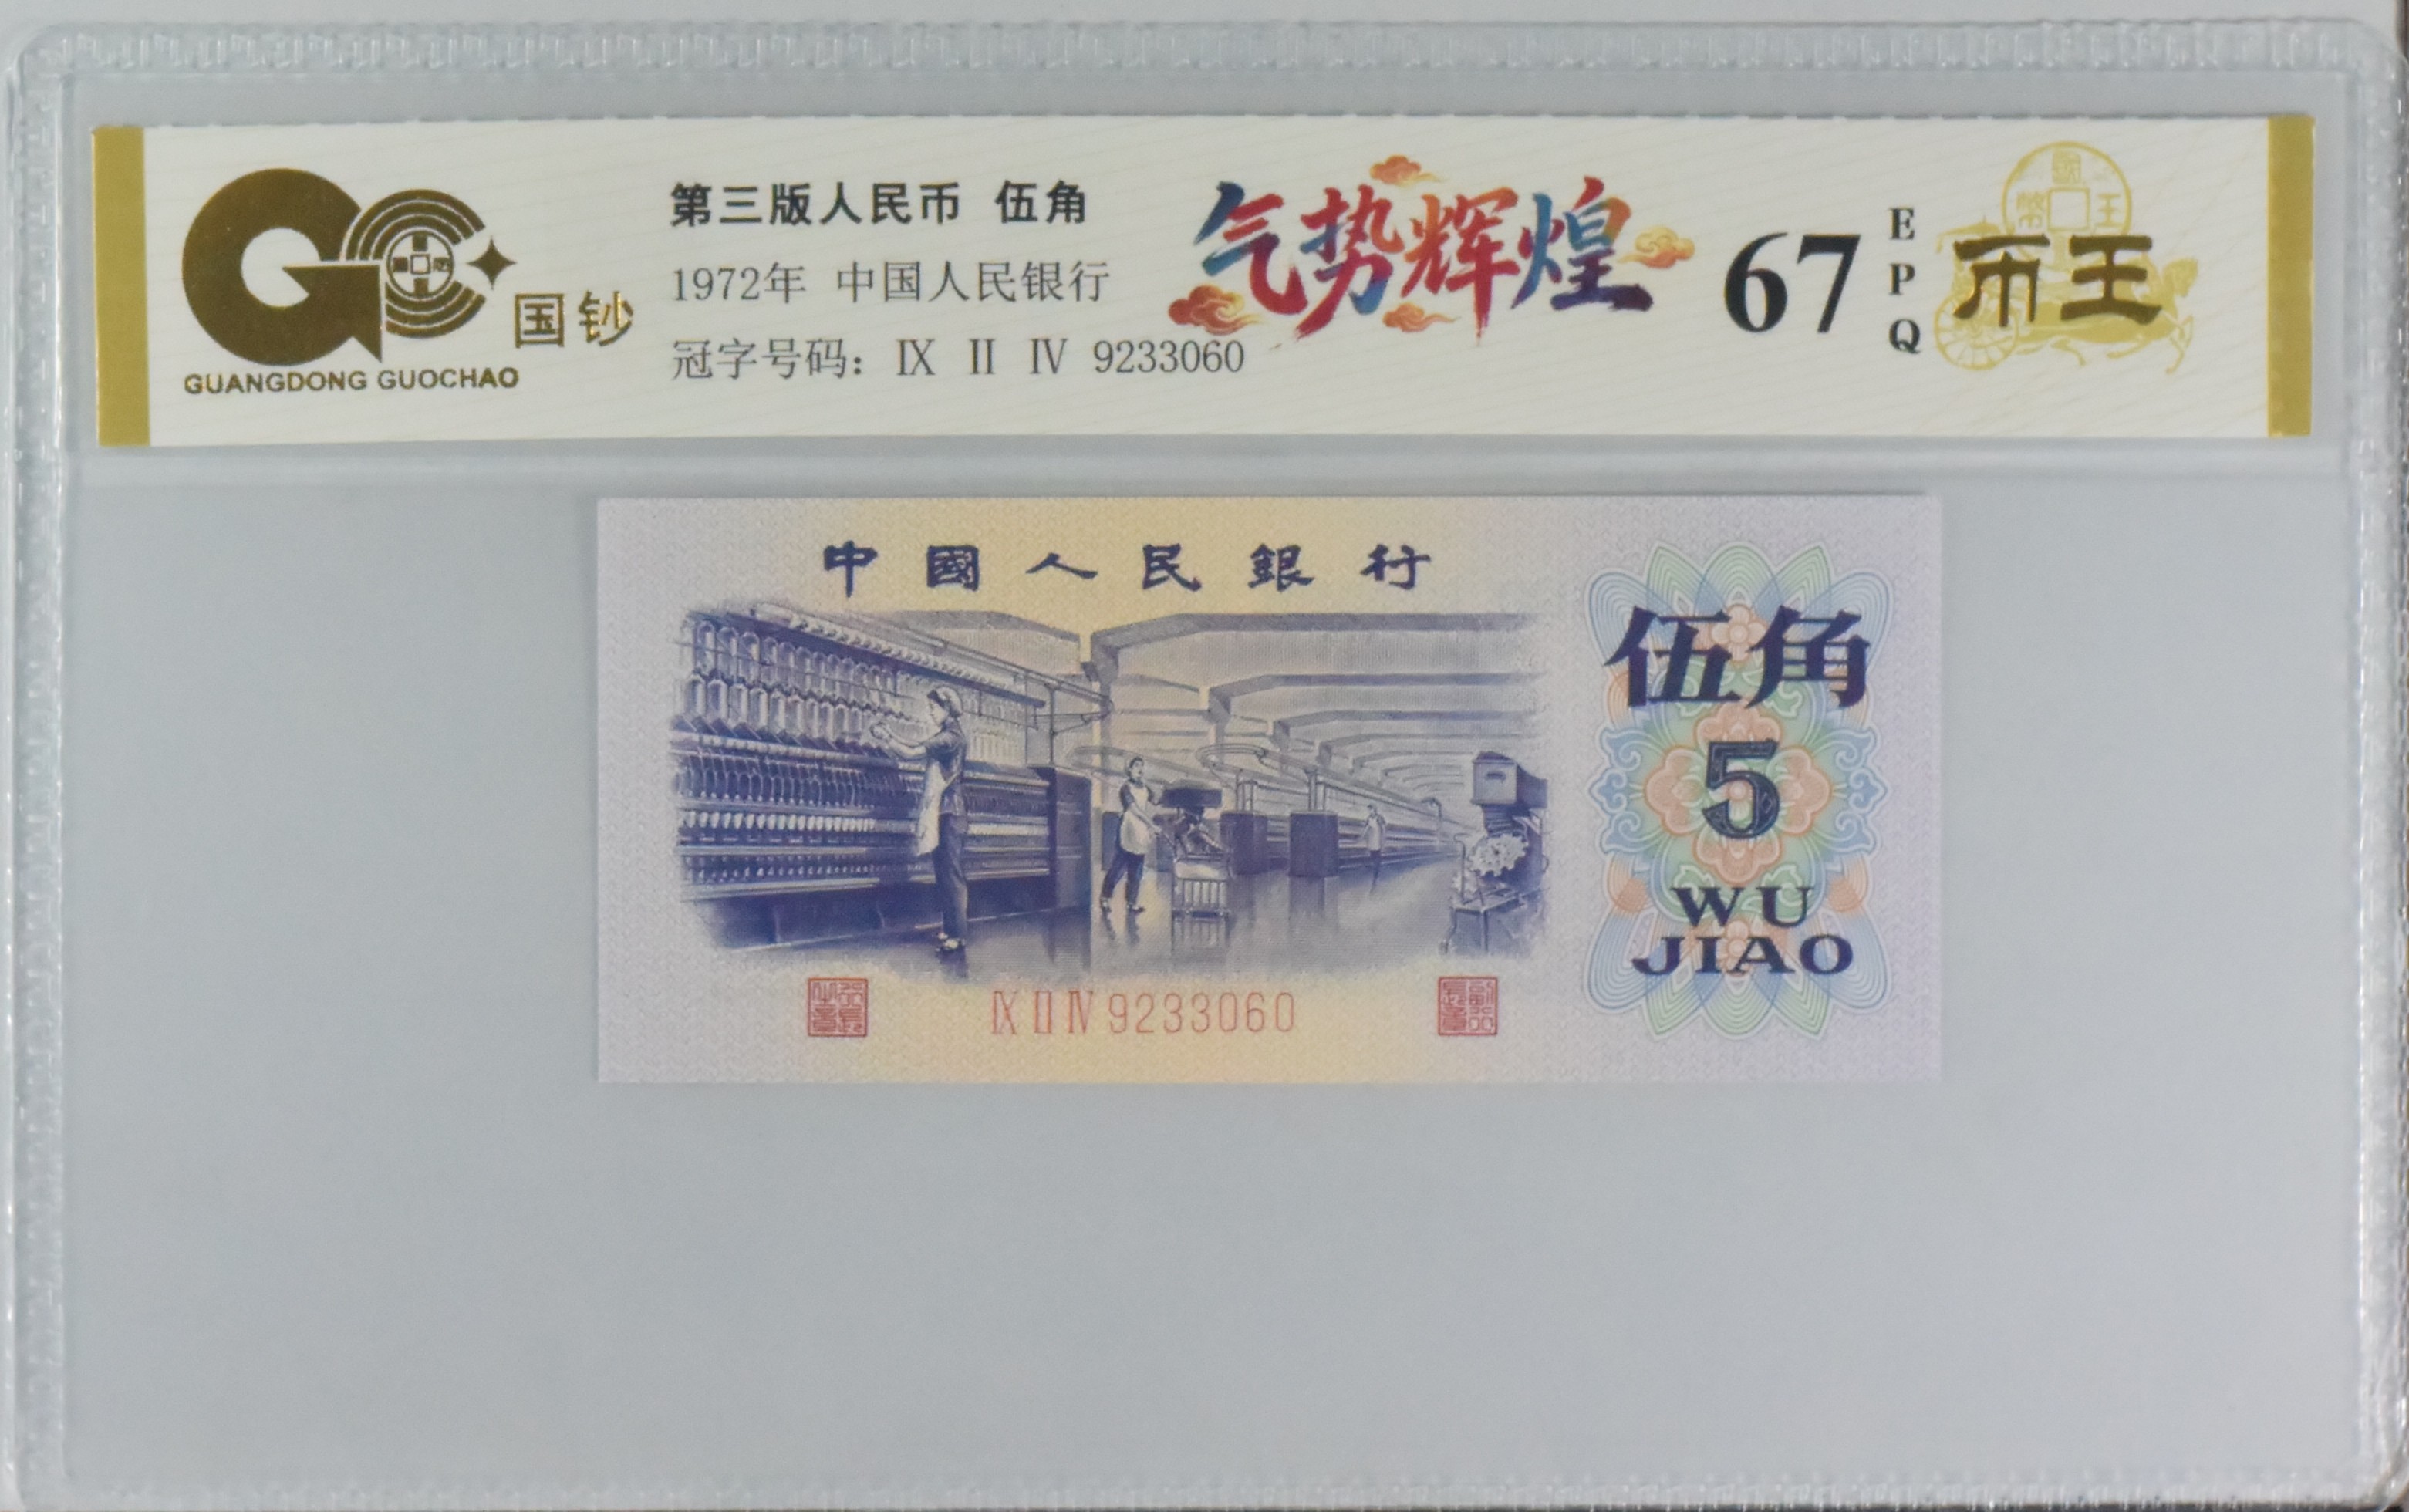 GC
国钞
GUANGDONG GUOCHAO
第三版人民币 伍角
1972年 中国人民银行
冠字号码：Ⅸ Ⅱ Ⅳ 9233060
气势辉煌
67
E
P
Q
币王
中國人民銀行
伍角
5
WU
JIAO
Ⅸ Ⅱ Ⅳ 9233060